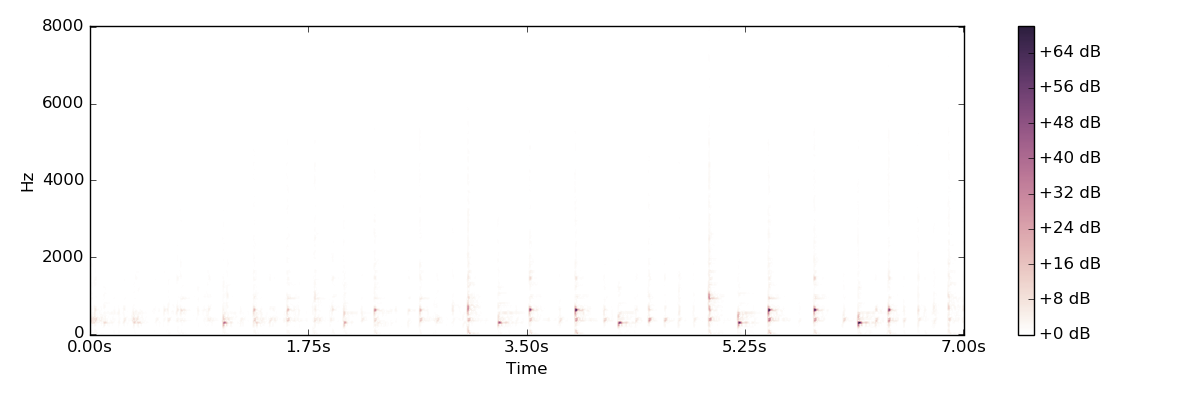 8000
6000
4000
2000
0
Hz
0.00s
1.75s
3.50s
5.25s
7.00s
Time
+64 dB
+56 dB
+48 dB
+40 dB
+32 dB
+24 dB
+16 dB
+8 dB
+0 dB